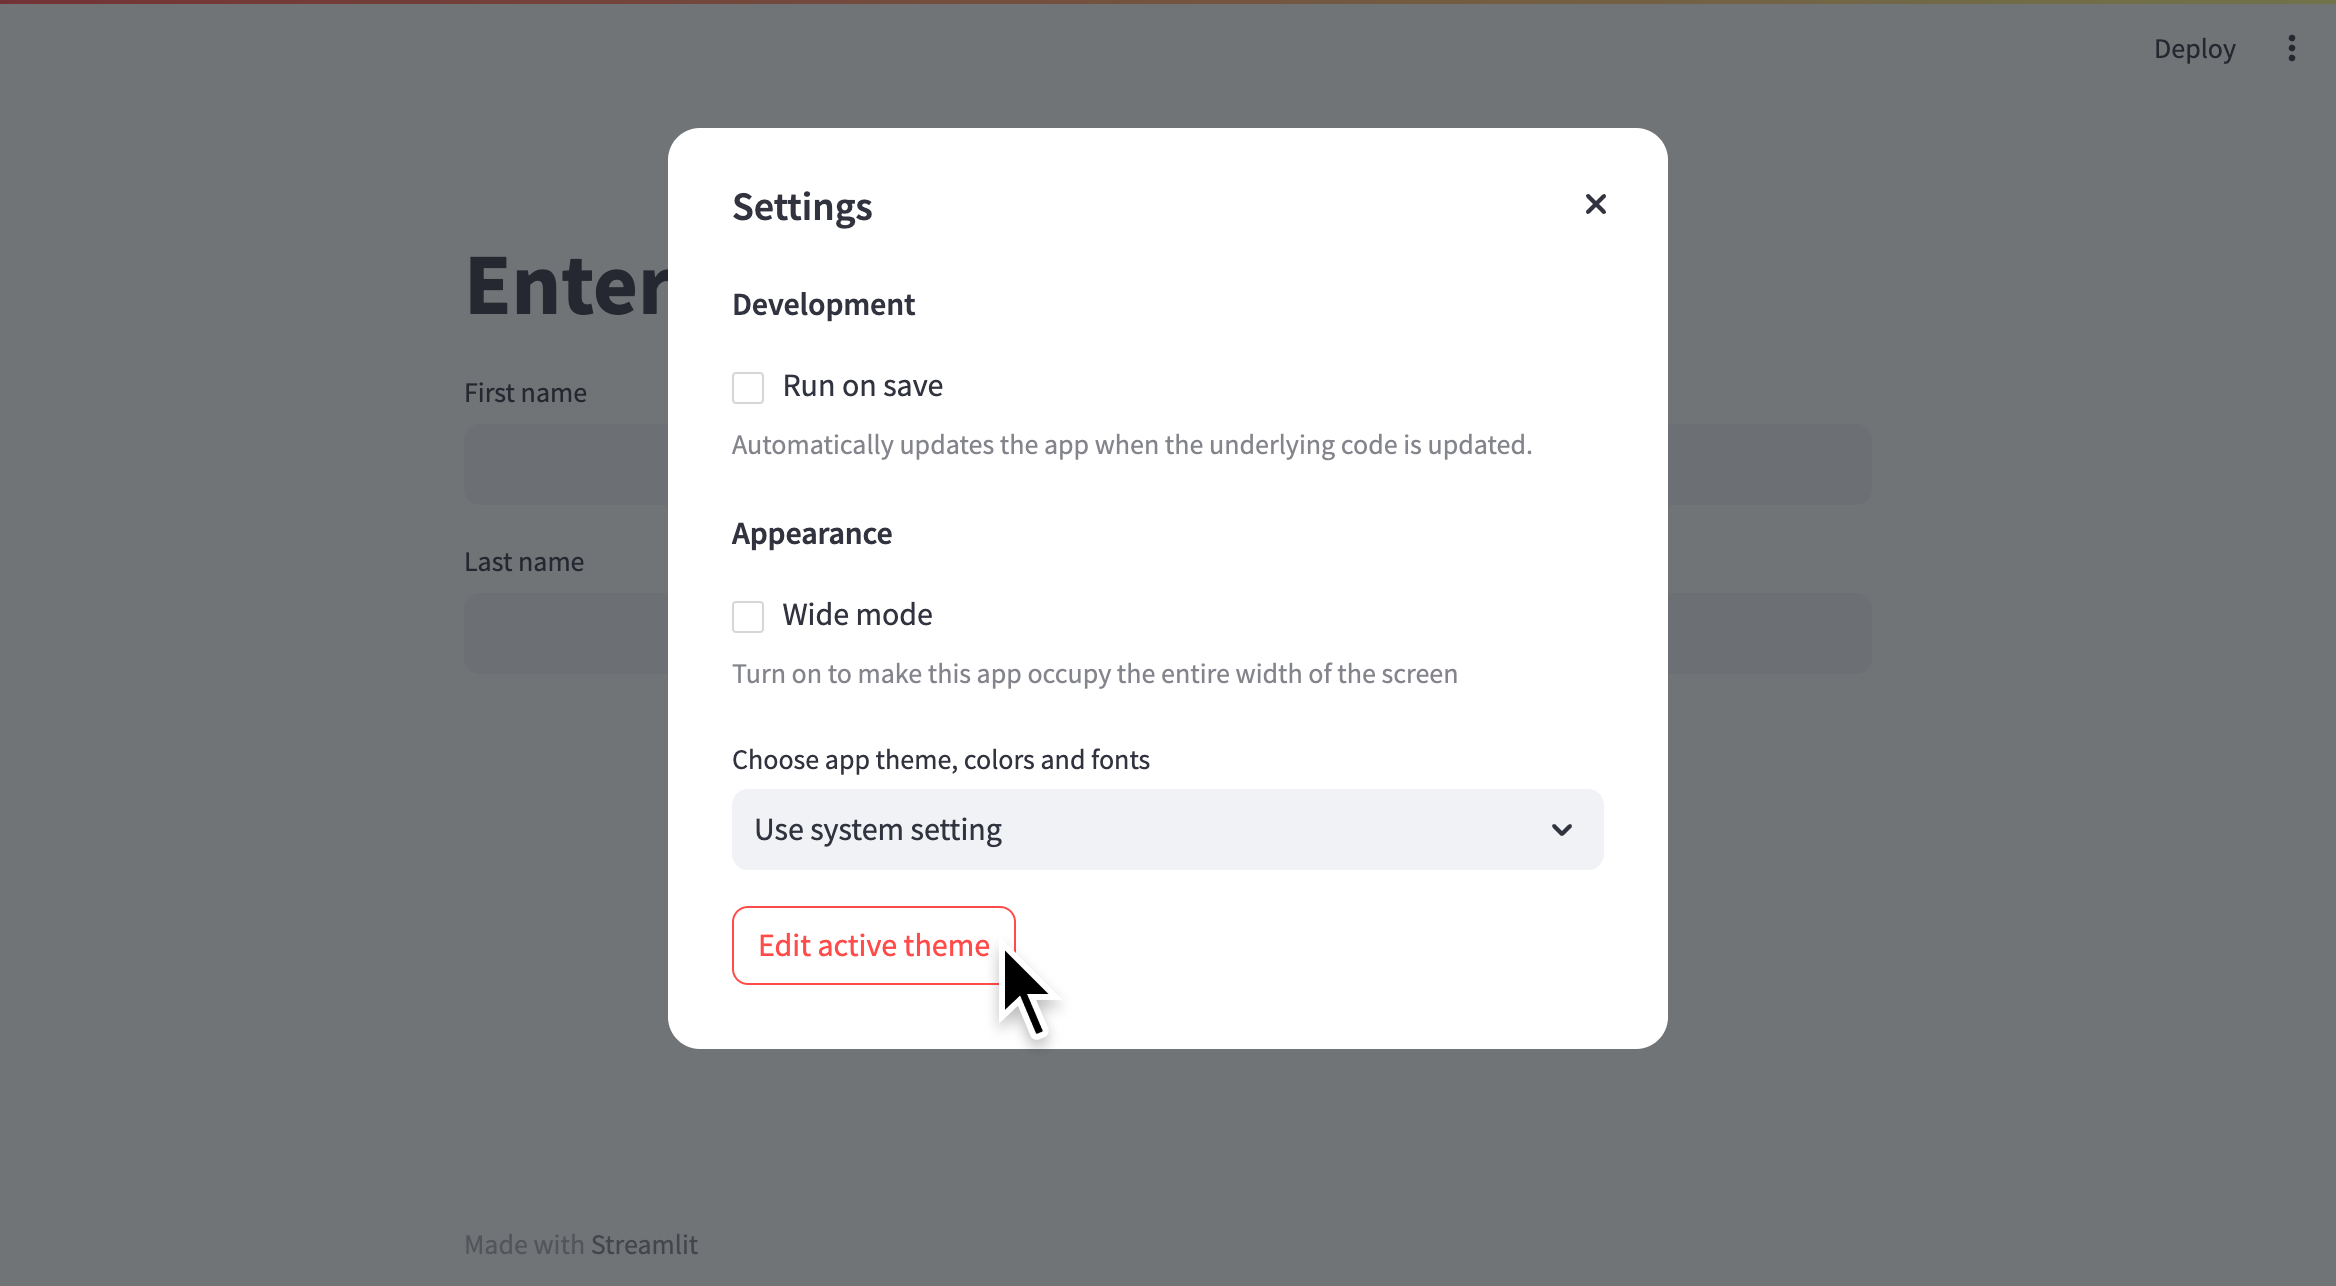 Deploy
Settings
Enter
Development
First name
Run on save
Automatically updates the app when the underlying code is updated.
Appearance
Last name
Wide mode
Turn on to make this app occupy the entire width of the screen
Choose app theme, colors and fonts
Use system setting
Edit active theme
Made with Streamlit